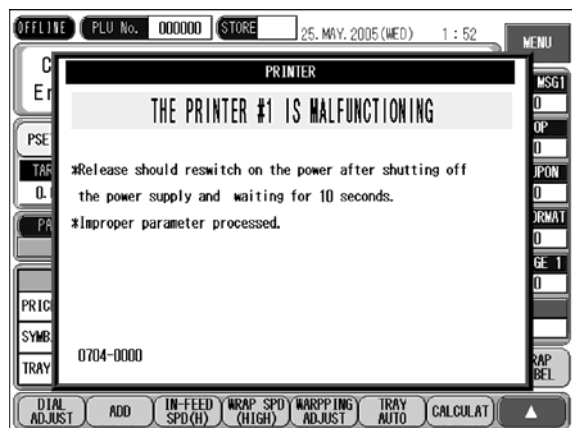 OFFLINE PLU No. 000000 STORE 25. MAY. 2005(WED) 1:52 MENU
PRINTER
THE PRINTER #1 IS MALFUNCTIONING
*Release should reswitch on the power after shutting off
the power supply and waiting for 10 seconds.
*Improper parameter processed.
0704-0000
C
Er
PSE
TAR
0.
PA
PRIC
SYMB
TRAY
MSG1
0
OP
0
UPON
0
ORMAT
0
GE 1
0
RAP
BEL
DIAL
ADJUST
ADD
IN-FEED
SPD(H)
WRAP SPD
(HIGH)
WARPPING
ADJUST
TRAY
AUTO
CALCULAT